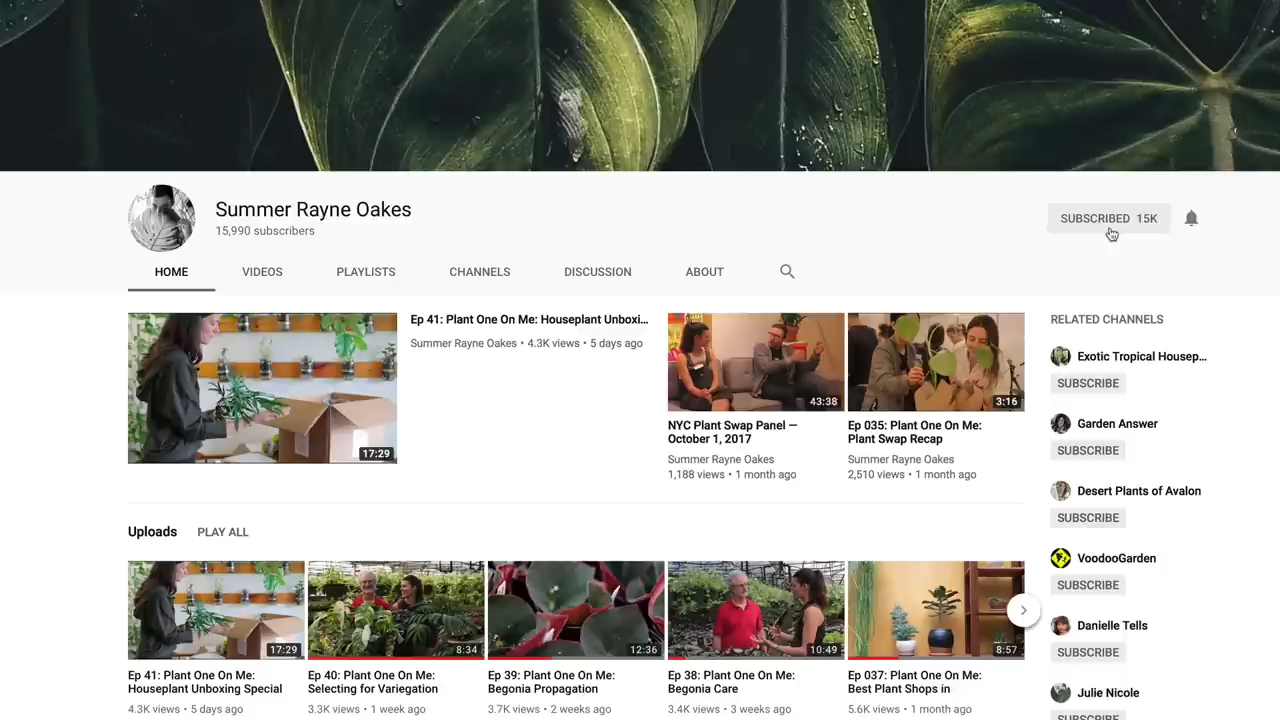 Summer Rayne Oakes
15,990 subscribers
SUBSCRIBED 15K
HOME VIDEOS PLAYLISTS CHANNELS DISCUSSION ABOUT
17:29
Ep 41: Plant One On Me: Houseplant Unboxi...
Summer Rayne Oakes • 4.3K views • 5 days ago
43:38
NYC Plant Swap Panel —
October 1, 2017
Summer Rayne Oakes
1,188 views • 1 month ago
3:16
Ep 035: Plant One On Me:
Plant Swap Recap
Summer Rayne Oakes
2,510 views • 1 month ago
Uploads PLAY ALL
17:29
Ep 41: Plant One On Me:
Houseplant Unboxing Special
4.3K views • 5 days ago
8:34
Ep 40: Plant One On Me:
Selecting for Variegation
3.3K views • 1 week ago
12:36
Ep 39: Plant One On Me:
Begonia Propagation
3.7K views • 2 weeks ago
10:49
Ep 38: Plant One On Me:
Begonia Care
3.4K views • 3 weeks ago
8:57
Ep 037: Plant One On Me:
Best Plant Shops in
5.6K views • 1 month ago
RELATED CHANNELS
Exotic Tropical Housep...
SUBSCRIBE
Garden Answer
SUBSCRIBE
Desert Plants of Avalon
SUBSCRIBE
VoodooGarden
SUBSCRIBE
Danielle Tells
SUBSCRIBE
Julie Nicole
SUBSCRIBE